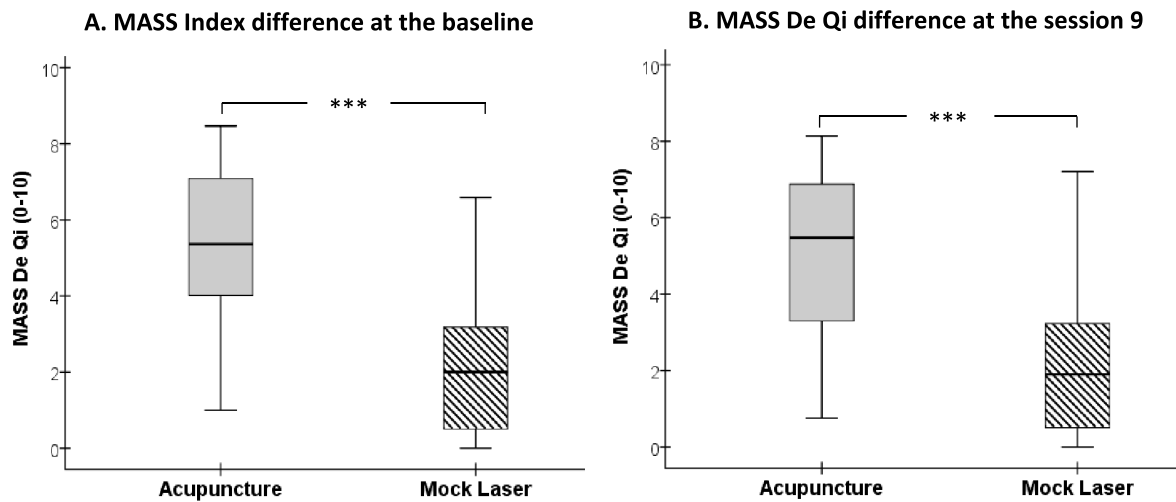 A. MASS Index difference at the baseline
MASS De Qi (0-10)
10
8
6
4
2
0
***
Acupuncture
Mock Laser
B. MASS De Qi difference at the session 9
MASS De Qi (0-10)
10
8
6
4
2
0
***
Acupuncture
Mock Laser